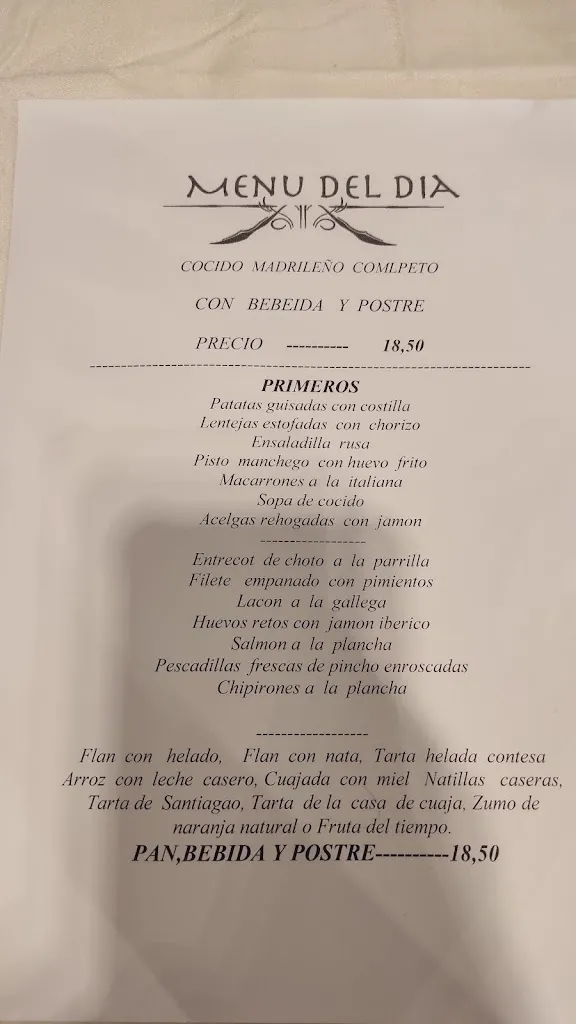 MENU DEL DIA
COCIDO MADRILEÑO COMLPETO
CON BEBEIDA Y POSTRE
PRECIO ---------- 18,50
PRIMEROS
Patatas guisadas con costilla
Lentejas estofadas con chorizo
Ensaladilla rusa
Pisto manchego con huevo frito
Macarrones a la italiana
Sopa de cocido
Acelgas rehogadas con jamon
Entrecot de choto a la parrilla
Filete empanado con pimientos
Lacon a la gallega
Huevos retos con jamon iberico
Salmon a la plancha
Pescadillas frescas de pincho enroscadas
Chipirones a la plancha
Flan con helado, Flan con nata, Tarta helada contesa
Arroz con leche casero, Cuajada con miel Natillas caseras,
Tarta de Santiagao, Tarta de la casa de cuaja, Zumo de
naranja natural o Fruta del tiempo.
PAN,BEBIDA Y POSTRE----------18,50